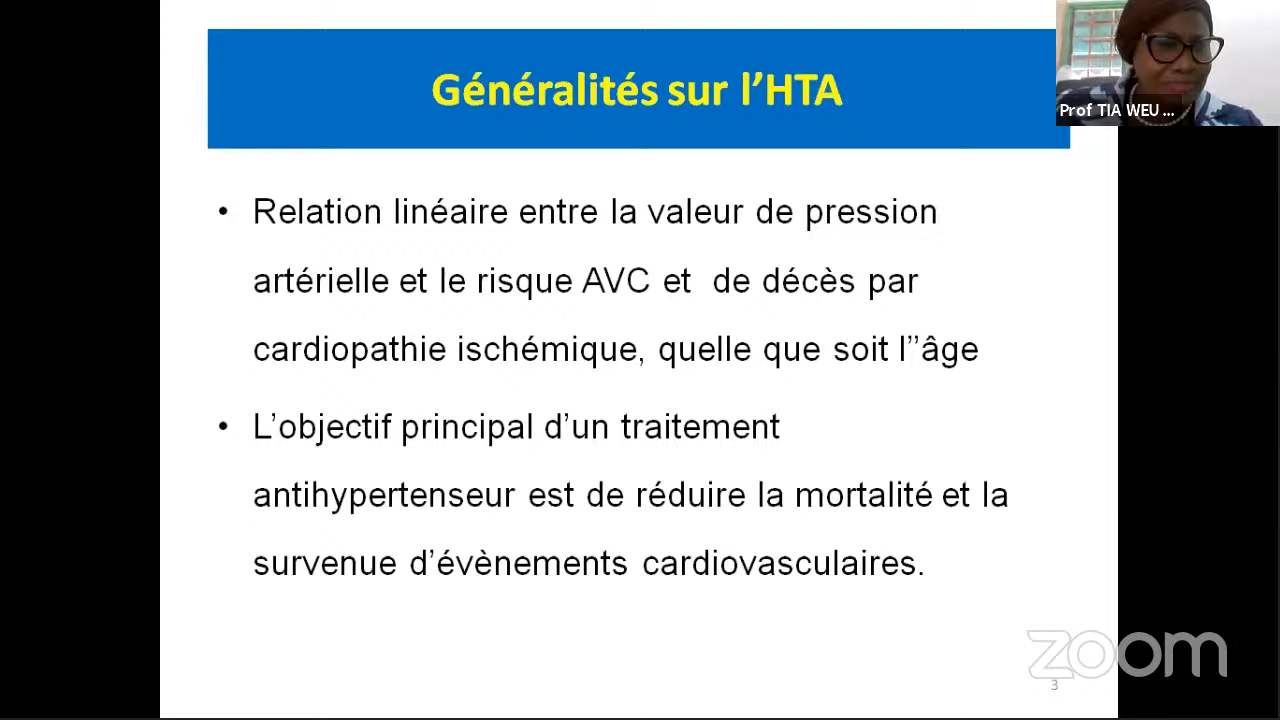 Généralités sur l’HTA
Prof TIA WEU ...
• Relation linéaire entre la valeur de pression
artérielle et le risque AVC et de décès par
cardiopathie ischémique, quelle que soit l’’âge
• L’objectif principal d’un traitement
antihypertenseur est de réduire la mortalité et la
survenue d’évènements cardiovasculaires.
zoom
3